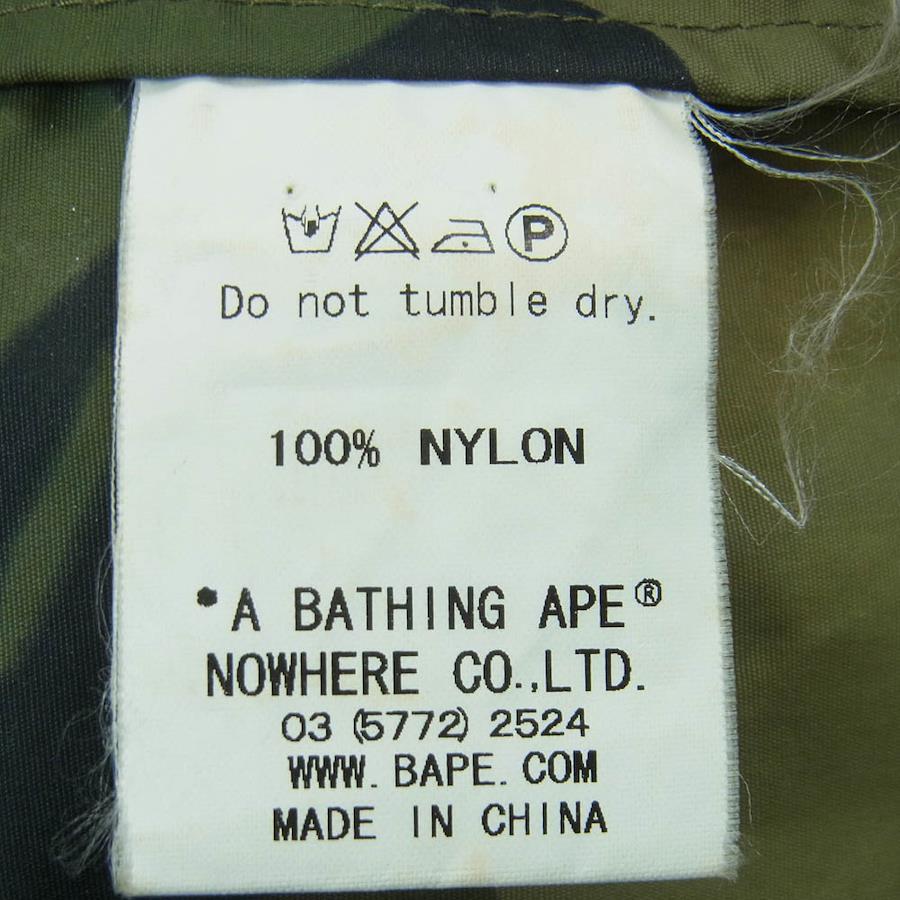 P
Do not tumble dry.
100% NYLON
•A BATHING APE®
NOWHERE CO.,LTD.
03 (5772) 2524
WWW.BAPE.COM
MADE IN CHINA